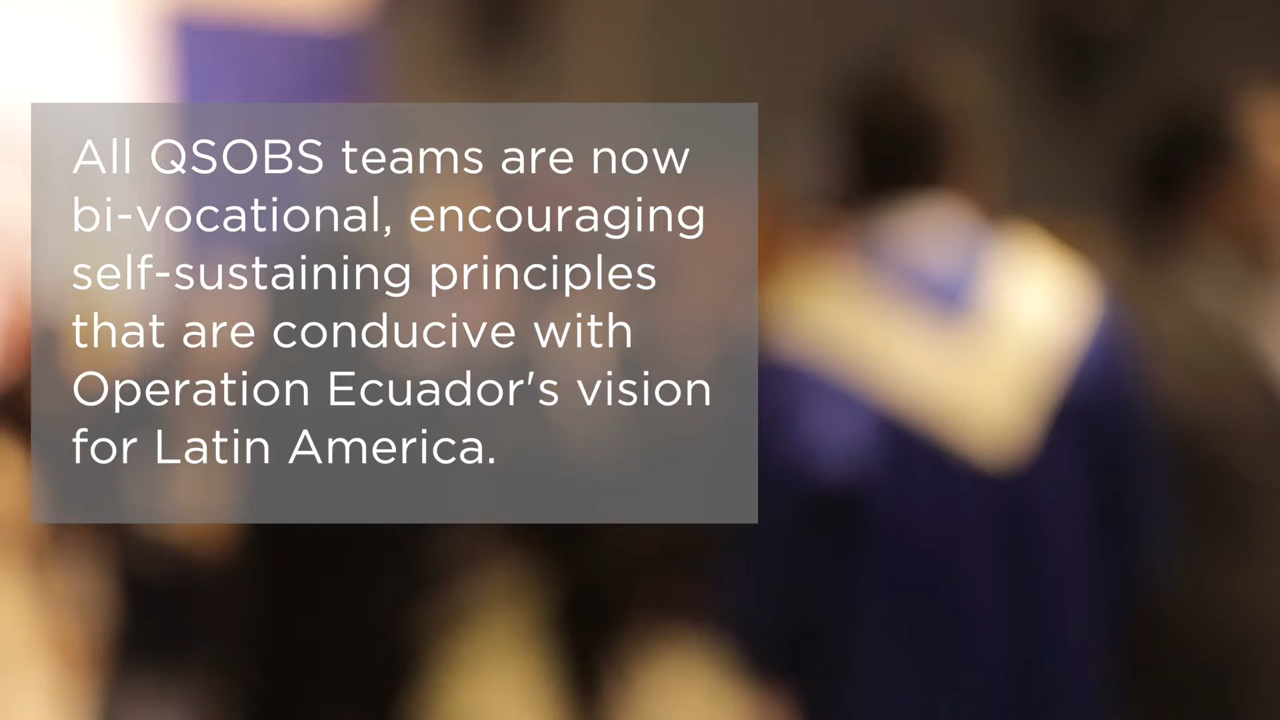 All QSOBS teams are now
bi-vocational, encouraging
self-sustaining principles
that are conducive with
Operation Ecuador's vision
for Latin America.